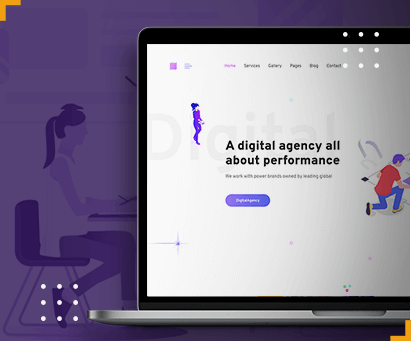 Home Services Gallery Pages Blog Contact
Digital
A digital agency all
about performance
We work with power brands owned by leading global
DigitalAgency